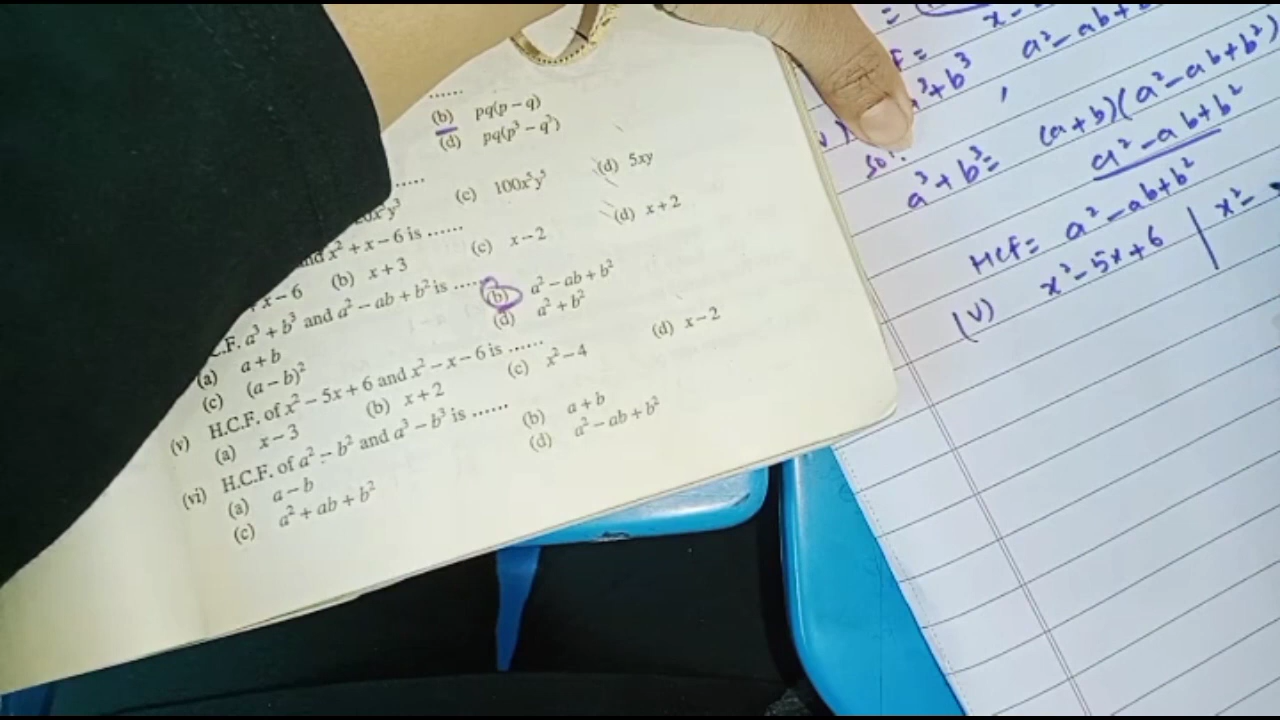 ......
(b) pq(p − q)
(d) pq(p³ − q³)
......
(c) 100x⁵y⁵ (d) 5xy
x² + x − 6 is ......
x − 6 (b) x + 3 (c) x − 2 (d) x + 2
C.F. a³ + b³ and a² − ab + b² is ......
(a) a + b (b) a² − ab + b²
(c) (a − b)² (d) a² + b²
(v) H.C.F. of x² − 5x + 6 and x² − x − 6 is ......
(a) x − 3 (b) x + 2 (c) x² − 4 (d) x − 2
(vi) H.C.F. of a² − b² and a³ − b³ is ......
(a) a − b (b) a + b
(c) a² + ab + b² (d) a² − ab + b²
a³ + b³ , a² − ab + b²
so:
a³ + b³ = (a + b)(a² − ab + b²)
a² − ab + b²
HCF = a² − ab + b²
(v) x² − 5x + 6 | x² −